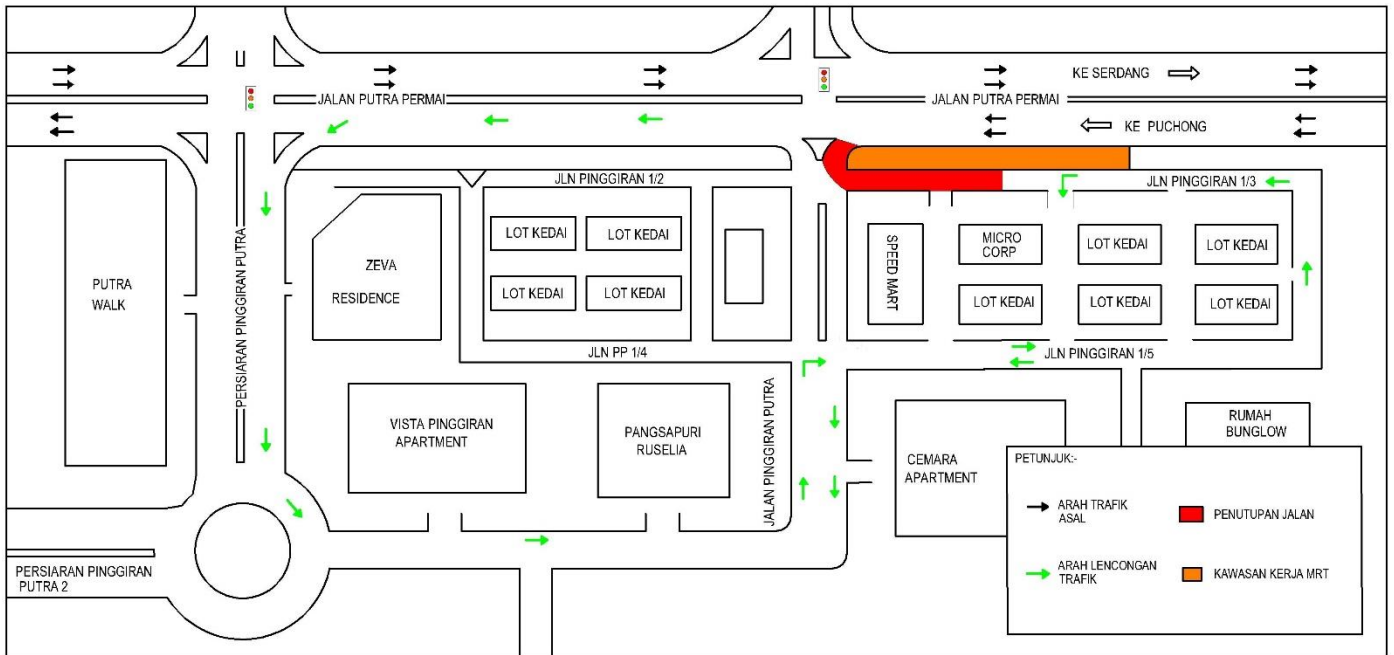 KE SERDANG
JALAN PUTRA PERMAI
JALAN PUTRA PERMAI
KE PUCHONG
JLN PINGGIRAN 1/2
JLN PINGGIRAN 1/3
PUTRA
WALK
PERSIARAN PINGGIRAN PUTRA
ZEVA
RESIDENCE
LOT KEDAI
LOT KEDAI
LOT KEDAI
LOT KEDAI
SPEED MART
MICRO
CORP
LOT KEDAI
LOT KEDAI
LOT KEDAI
LOT KEDAI
LOT KEDAI
JLN PP 1/4
JLN PINGGIRAN 1/5
VISTA PINGGIRAN
APARTMENT
PANGSAPURI
RUSELIA
JALAN PINGGIRAN PUTRA
CEMARA
APARTMENT
RUMAH
BUNGLOW
PERSIARAN PINGGIRAN
PUTRA 2
PETUNJUK:-
ARAH TRAFIK
ASAL
PENUTUPAN JALAN
ARAH LENCONGAN
TRAFIK
KAWASAN KERJA MRT